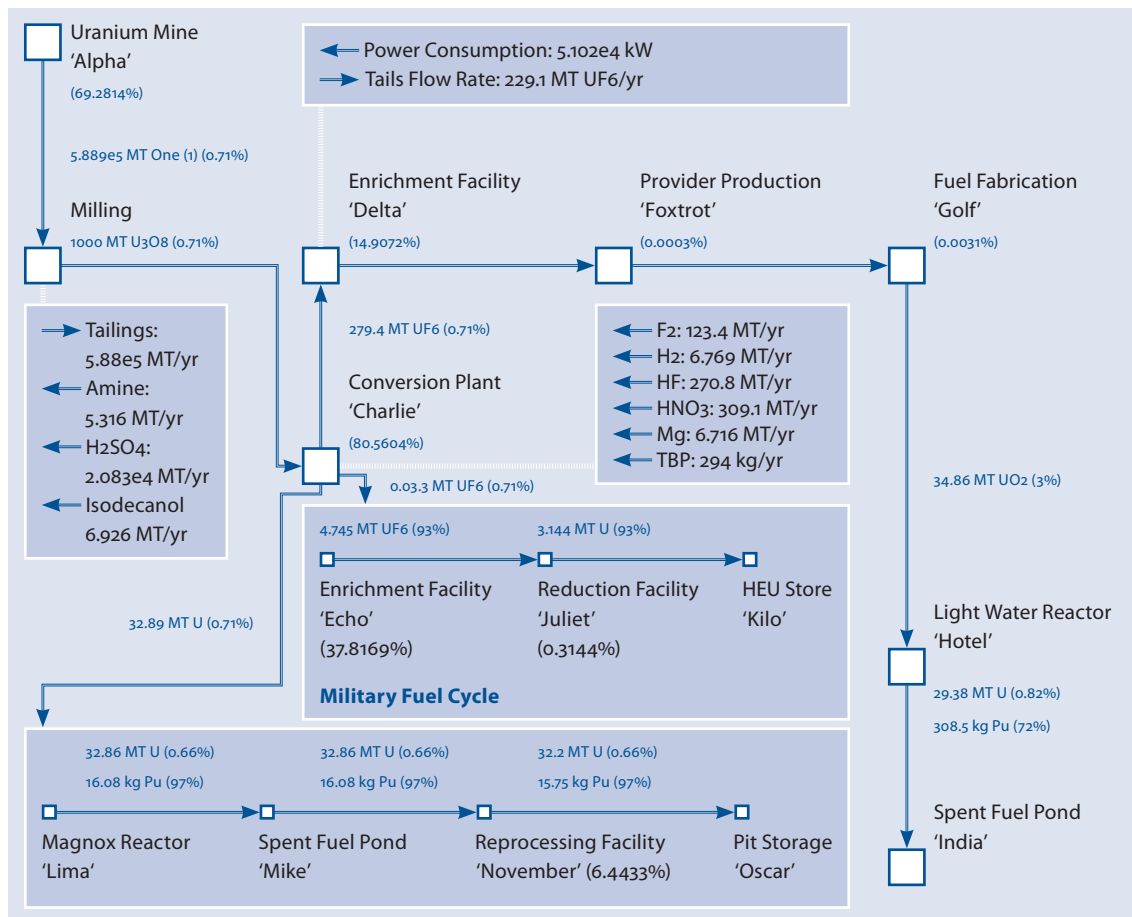 Uranium Mine
‘Alpha’
(69.2814%)
5.889e5 MT One (1) (0.71%)
Power Consumption: 5.102e4 kW
Tails Flow Rate: 229.1 MT UF6/yr
Milling
1000 MT U3O8 (0.71%)
Enrichment Facility
‘Delta’
(14.9072%)
Provider Production
‘Foxtrot’
(0.0003%)
Fuel Fabrication
‘Golf’
(0.0031%)
Tailings:
5.88e5 MT/yr
Amine:
5.316 MT/yr
H2SO4:
2.083e4 MT/yr
Isodecanol
6.926 MT/yr
279.4 MT UF6 (0.71%)
Conversion Plant
‘Charlie’
(80.5604%)
F2: 123.4 MT/yr
H2: 6.769 MT/yr
HF: 270.8 MT/yr
HNO3: 309.1 MT/yr
Mg: 6.716 MT/yr
TBP: 294 kg/yr
0.03.3 MT UF6 (0.71%)
34.86 MT UO2 (3%)
4.745 MT UF6 (93%)
3.144 MT U (93%)
Enrichment Facility
‘Echo’
(37.8169%)
Reduction Facility
‘Juliet’
(0.3144%)
HEU Store
‘Kilo’
Military Fuel Cycle
32.89 MT U (0.71%)
Light Water Reactor
‘Hotel’
29.38 MT U (0.82%)
308.5 kg Pu (72%)
32.86 MT U (0.66%)
16.08 kg Pu (97%)
32.86 MT U (0.66%)
16.08 kg Pu (97%)
32.2 MT U (0.66%)
15.75 kg Pu (97%)
Magnox Reactor
‘Lima‘
Spent Fuel Pond
‘Mike’
Reprocessing Facility
‘November’ (6.4433%)
Pit Storage
‘Oscar’
Spent Fuel Pond
‘India’